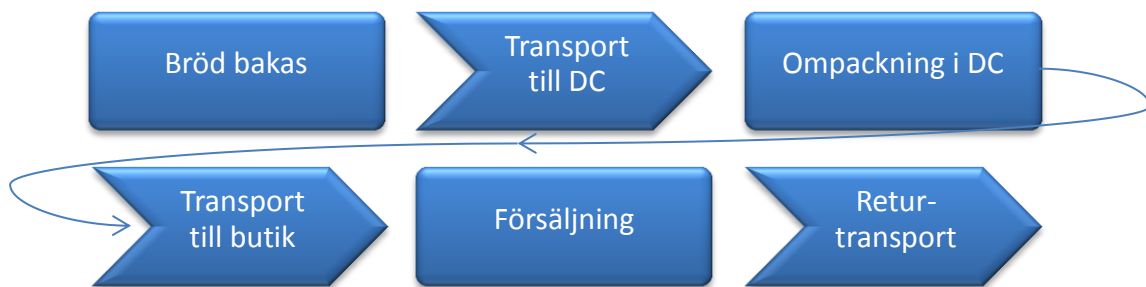 Bröd bakas
Transport
till DC
Ompackning i DC
Transport
till butik
Försäljning
Retur-
transport